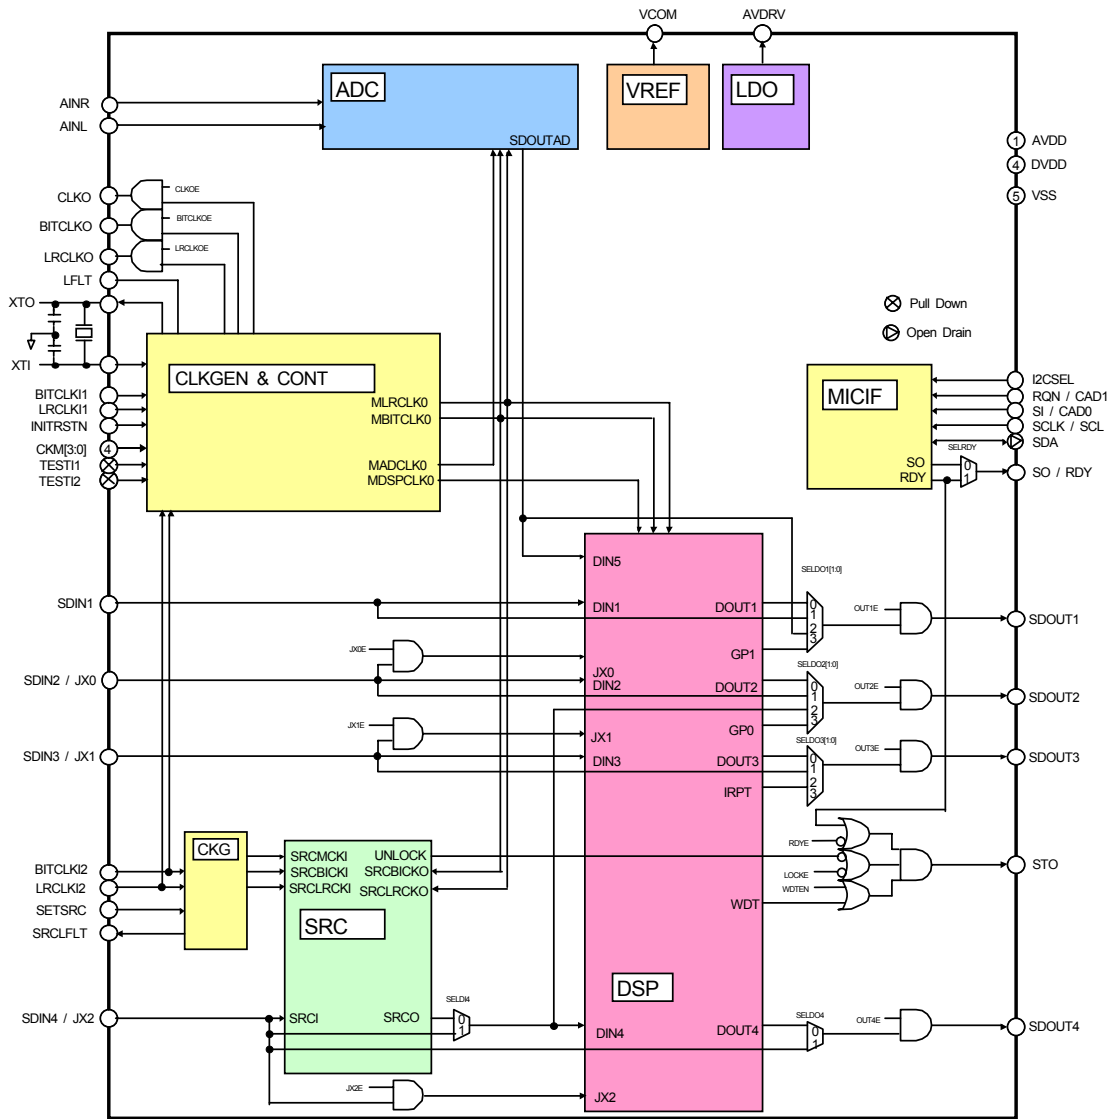 VCOM
AVDRV
ADC
VREF
LDO
AINR
AINL
SDOUTAD
1
AVDD
4
DVDD
5
VSS
CLKO
CLKOE
BITCLKO
BITCLKOE
LRCLKO
LRCLKOE
LFLT
XTO
XTI
Pull Down
Open Drain
CLKGEN & CONT
MLRCLK0
MBITCLK0
MADCLK0
MDSPCLK0
BITCLKI1
LRCLKI1
INITRSTN
CKM[3:0]
4
TESTI1
TESTI2
MICIF
I2CSEL
RQN / CAD1
SI / CAD0
SCLK / SCL
SDA
SO
RDY
SELRDY
0
1
SO / RDY
DIN5
SELDO1[1:0]
SDIN1
DIN1
DOUT1
0
1
2
3
OUT1E
SDOUT1
GP1
JX0E
JX0
SELDO2[1:0]
SDIN2 / JX0
DIN2
DOUT2
0
1
2
3
OUT2E
SDOUT2
GP0
JX1E
JX1
SELDO3[1:0]
SDIN3 / JX1
DIN3
DOUT3
0
1
2
3
OUT3E
SDOUT3
IRPT
CKG
BITCLKI2
LRCLKI2
SETSRC
SRCLFLT
SRCMCKI
SRCBICKI
SRCLRCKI
UNLOCK
SRCBICKO
SRCLRCKO
SRC
RDYE
LOCKE
WDTEN
WDT
STO
DSP
SDIN4 / JX2
SRCI
SRCO
SELDI4
0
1
DIN4
DOUT4
SELDO4
0
1
OUT4E
SDOUT4
JX2E
JX2